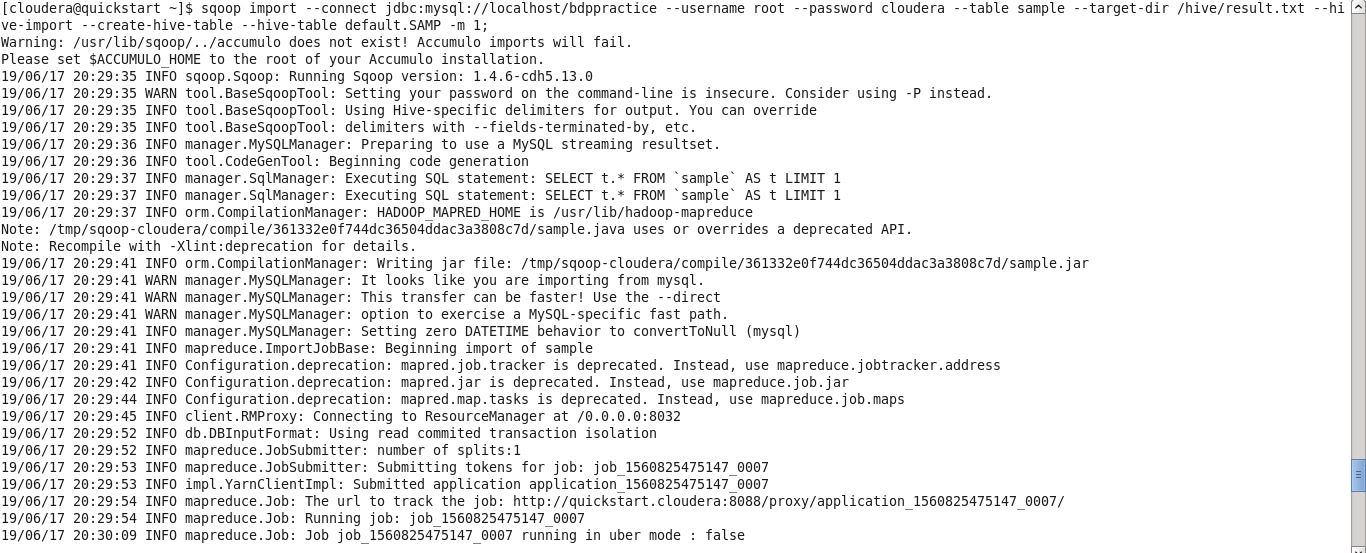 [cloudera@quickstart ~]$ sqoop import --connect jdbc:mysql://localhost/bdppractice --username root --password cloudera --table sample --target-dir /hive/result.txt --hi
ve-import --create-hive-table --hive-table default.SAMP -m 1;
Warning: /usr/lib/sqoop/../accumulo does not exist! Accumulo imports will fail.
Please set $ACCUMULO_HOME to the root of your Accumulo installation.
19/06/17 20:29:35 INFO sqoop.Sqoop: Running Sqoop version: 1.4.6-cdh5.13.0
19/06/17 20:29:35 WARN tool.BaseSqoopTool: Setting your password on the command-line is insecure. Consider using -P instead.
19/06/17 20:29:35 INFO tool.BaseSqoopTool: Using Hive-specific delimiters for output. You can override
19/06/17 20:29:35 INFO tool.BaseSqoopTool: delimiters with --fields-terminated-by, etc.
19/06/17 20:29:36 INFO manager.MySQLManager: Preparing to use a MySQL streaming resultset.
19/06/17 20:29:36 INFO tool.CodeGenTool: Beginning code generation
19/06/17 20:29:37 INFO manager.SqlManager: Executing SQL statement: SELECT t.* FROM `sample` AS t LIMIT 1
19/06/17 20:29:37 INFO manager.SqlManager: Executing SQL statement: SELECT t.* FROM `sample` AS t LIMIT 1
19/06/17 20:29:37 INFO orm.CompilationManager: HADOOP_MAPRED_HOME is /usr/lib/hadoop-mapreduce
Note: /tmp/sqoop-cloudera/compile/361332e0f744dc36504ddac3a3808c7d/sample.java uses or overrides a deprecated API.
Note: Recompile with -Xlint:deprecation for details.
19/06/17 20:29:41 INFO orm.CompilationManager: Writing jar file: /tmp/sqoop-cloudera/compile/361332e0f744dc36504ddac3a3808c7d/sample.jar
19/06/17 20:29:41 WARN manager.MySQLManager: It looks like you are importing from mysql.
19/06/17 20:29:41 WARN manager.MySQLManager: This transfer can be faster! Use the --direct
19/06/17 20:29:41 WARN manager.MySQLManager: option to exercise a MySQL-specific fast path.
19/06/17 20:29:41 INFO manager.MySQLManager: Setting zero DATETIME behavior to convertToNull (mysql)
19/06/17 20:29:41 INFO mapreduce.ImportJobBase: Beginning import of sample
19/06/17 20:29:41 INFO Configuration.deprecation: mapred.job.tracker is deprecated. Instead, use mapreduce.jobtracker.address
19/06/17 20:29:42 INFO Configuration.deprecation: mapred.jar is deprecated. Instead, use mapreduce.job.jar
19/06/17 20:29:44 INFO Configuration.deprecation: mapred.map.tasks is deprecated. Instead, use mapreduce.job.maps
19/06/17 20:29:45 INFO client.RMProxy: Connecting to ResourceManager at /0.0.0.0:8032
19/06/17 20:29:52 INFO db.DBInputFormat: Using read commited transaction isolation
19/06/17 20:29:52 INFO mapreduce.JobSubmitter: number of splits:1
19/06/17 20:29:53 INFO mapreduce.JobSubmitter: Submitting tokens for job: job_1560825475147_0007
19/06/17 20:29:53 INFO impl.YarnClientImpl: Submitted application application_1560825475147_0007
19/06/17 20:29:54 INFO mapreduce.Job: The url to track the job: http://quickstart.cloudera:8088/proxy/application_1560825475147_0007/
19/06/17 20:29:54 INFO mapreduce.Job: Running job: job_1560825475147_0007
19/06/17 20:30:09 INFO mapreduce.Job: Job job_1560825475147_0007 running in uber mode : false